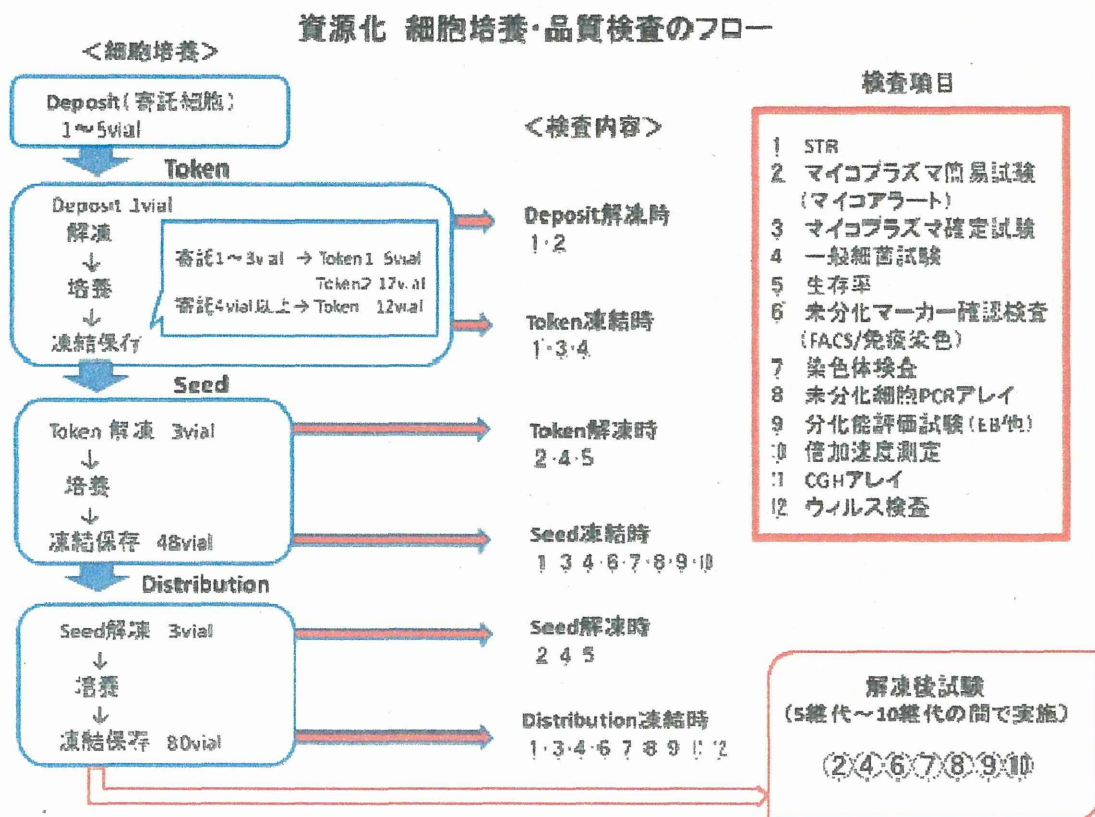 資源化 細胞培養・品質検査のフロー
＜細胞培養＞
Deposit(寄託細胞)
1～5vial
Token
Deposit 1vial
解凍
↓
培養
↓
凍結保存
寄託1～3vial → Token1 5vial
Token2 12vial
寄託4vial以上→ Token 12vial
Seed
Token 解凍 3vial
↓
培養
↓
凍結保存 48vial
Distribution
Seed解凍 3vial
↓
培養
↓
凍結保存 80vial
＜検査内容＞
Deposit解凍時
1・2
Token凍結時
1・3・4
Token解凍時
2・4・5
Seed凍結時
1 3 4・6・7・8・9・10
Seed解凍時
2 4 5
Distribution凍結時
1・3・4・6 7 8 9 11 12
検査項目
1 STR
2 マイコプラズマ簡易試験
(マイコアラート)
3 マイコプラズマ確定試験
4 一般細菌試験
5 生存率
6 未分化マーカー確認検査
(FACS/免疫染色)
7 染色体検査
8 未分化細胞PCRアレイ
9 分化能評価試験(EB/他)
10 倍加速度測定
11 CGHアレイ
12 ウィルス検査
解凍後試験
(5継代～10継代の間で実施)
②④⑥⑦⑧⑨⑩